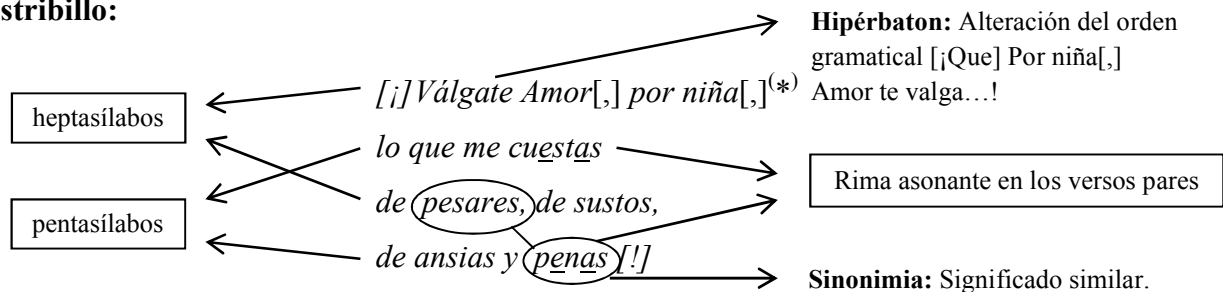 stribillo:
Hipérbaton: Alteración del orden
gramatical [¡Que] Por niña[,]
Amor te valga…!
[¡]Válgate Amor[,] por niña[,](*)
heptasílabos
lo que me cuestas
Rima asonante en los versos pares
de pesares, de sustos,
pentasílabos
de ansias y penas [!]
Sinonimia: Significado similar.